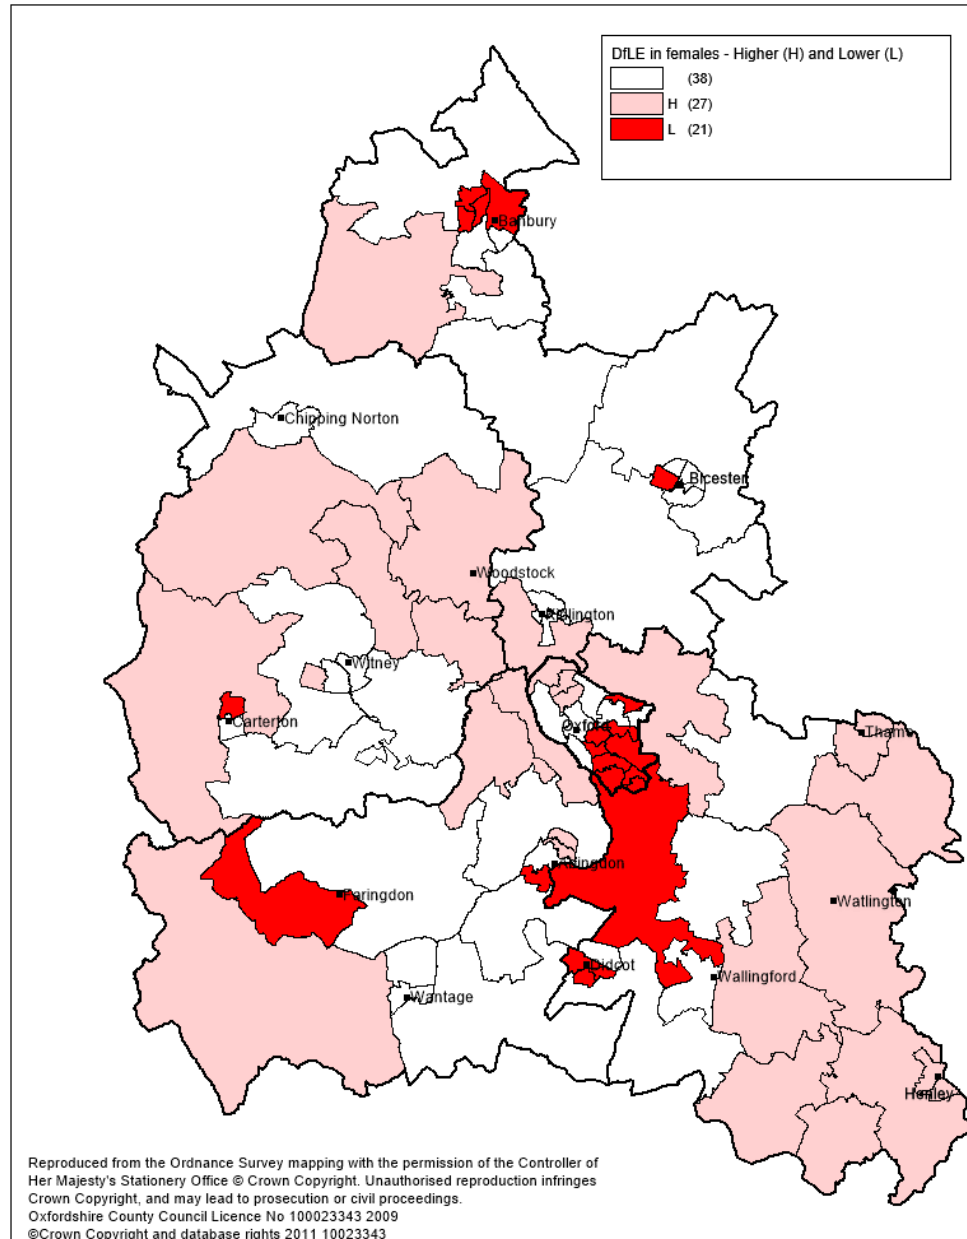 DfLE in females - Higher (H) and Lower (L)
(38)
H (27)
L (21)
Banbury
Chipping Norton
Bicester
Woodstock
Kidlington
Witney
Carterton
Oxford
Thame
Abingdon
Faringdon
Watlington
Didcot
Wallingford
Wantage
Henley
Reproduced from the Ordnance Survey mapping with the permission of the Controller of
Her Majesty's Stationery Office © Crown Copyright. Unauthorised reproduction infringes
Crown Copyright, and may lead to prosecution or civil proceedings.
Oxfordshire County Council Licence No 100023343 2009
©Crown Copyright and database rights 2011 10023343